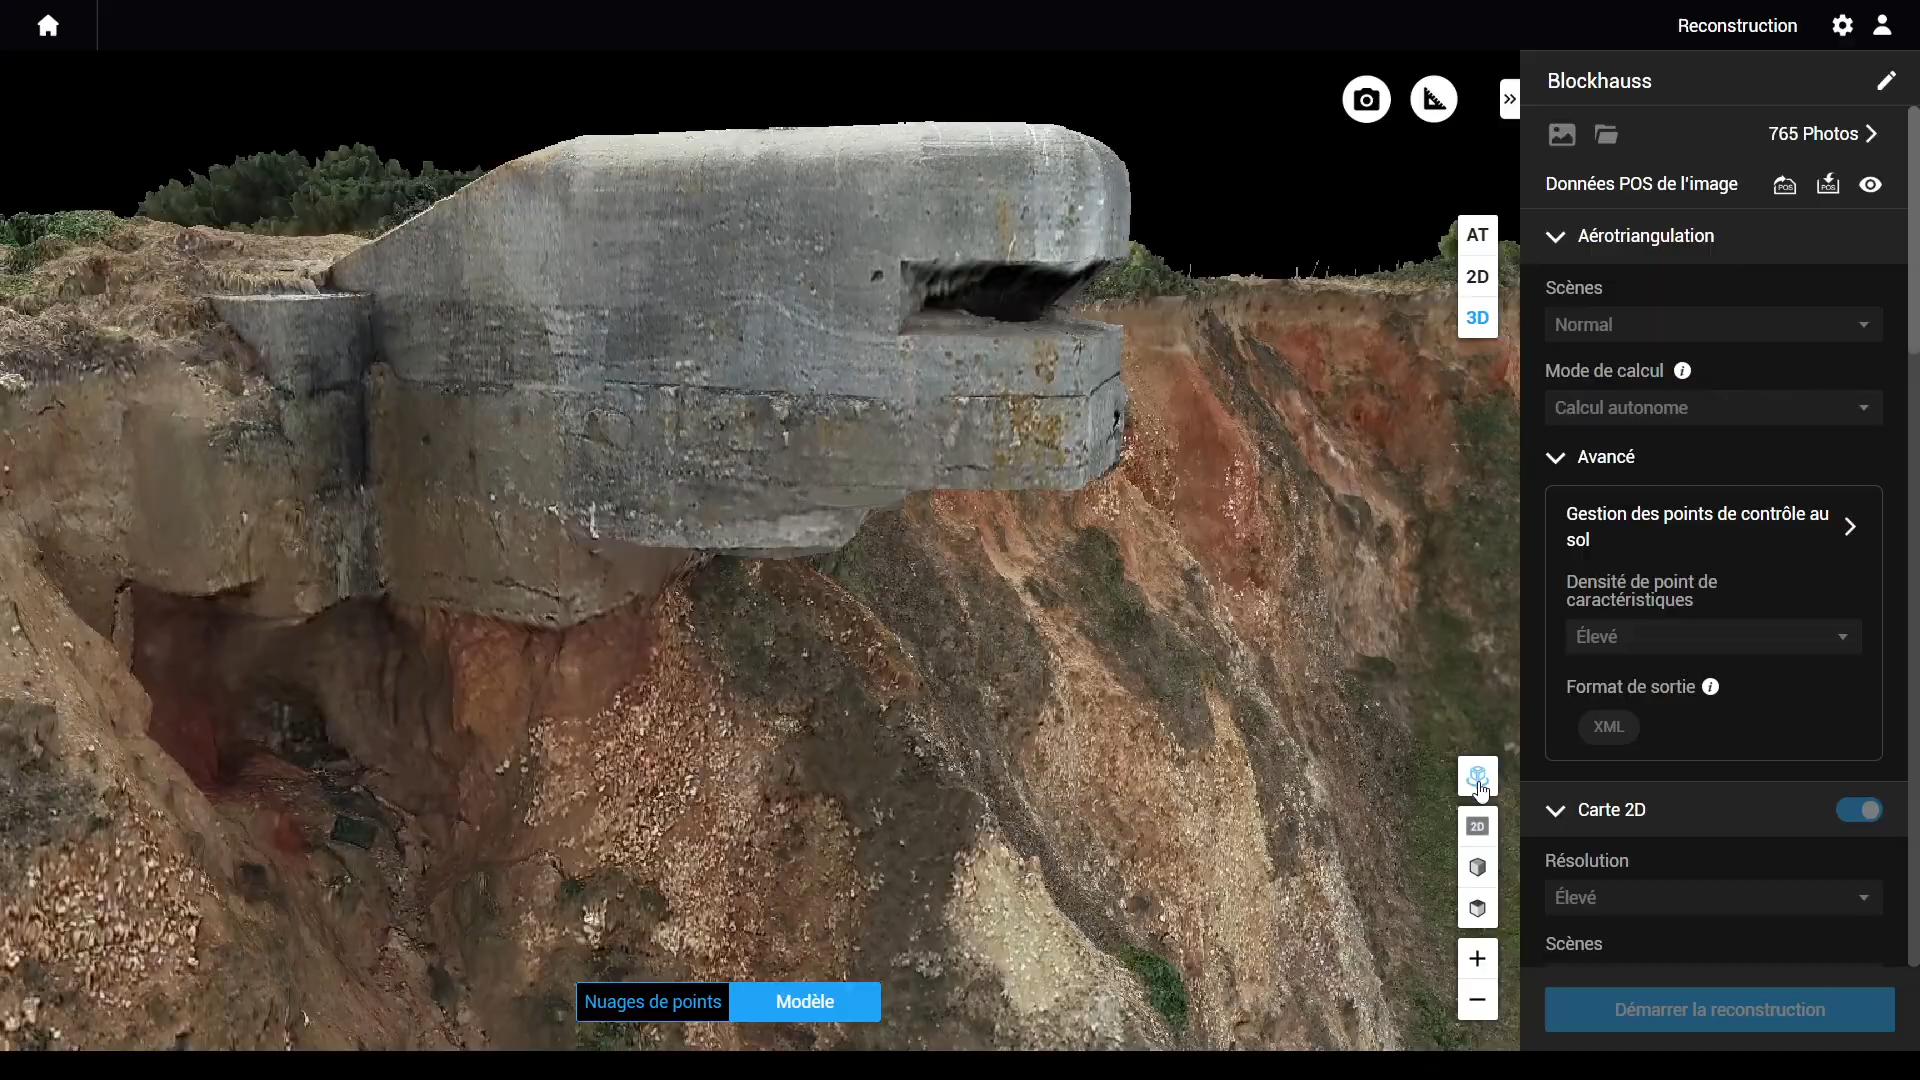 Reconstruction
Blockhauss
765 Photos
Données POS de l'image
POS
POS
AT
2D
3D
Aérotriangulation
Scènes
Normal
Mode de calcul
Calcul autonome
Avancé
Gestion des points de contrôle au
sol
Densité de point de
caractéristiques
Élevé
Format de sortie
XML
2D
Carte 2D
Résolution
Élevé
Scènes
Nuages de points
Modèle
Démarrer la reconstruction